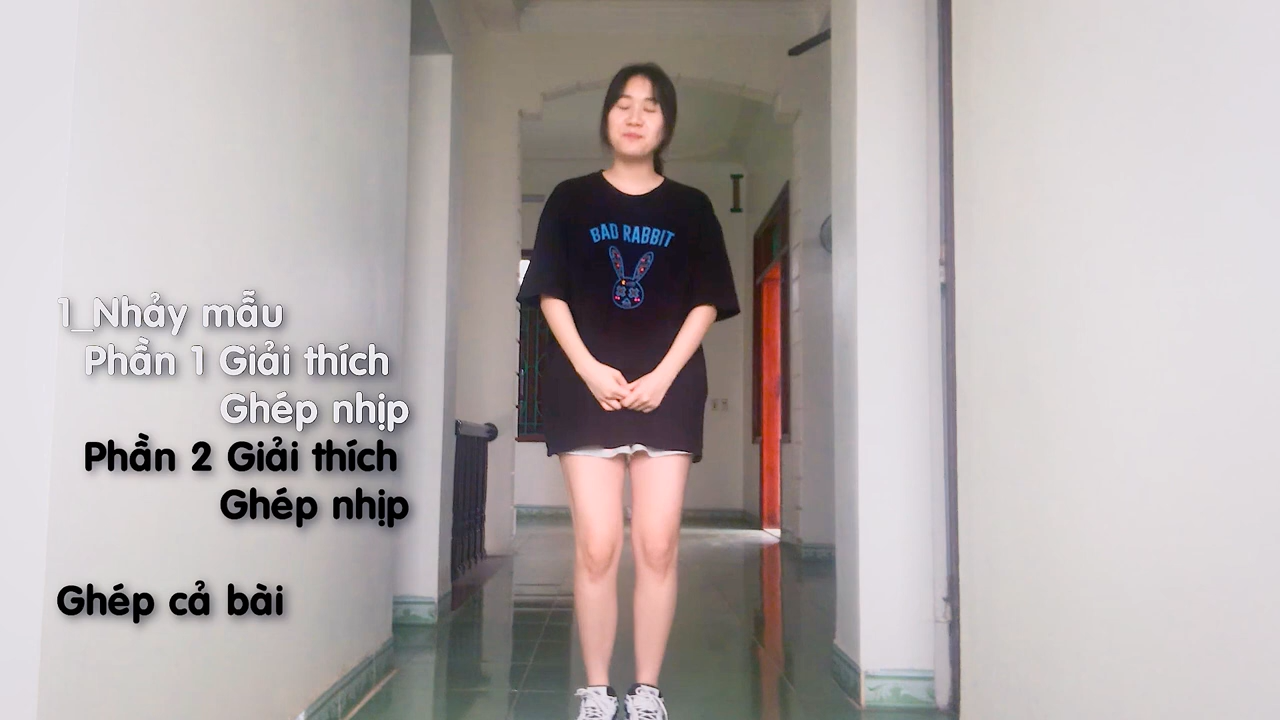 BAD RABBIT
1_Nhảy mẫu
Phần 1 Giải thích
Ghép nhịp
Phần 2 Giải thích
Ghép nhịp
Ghép cả bài